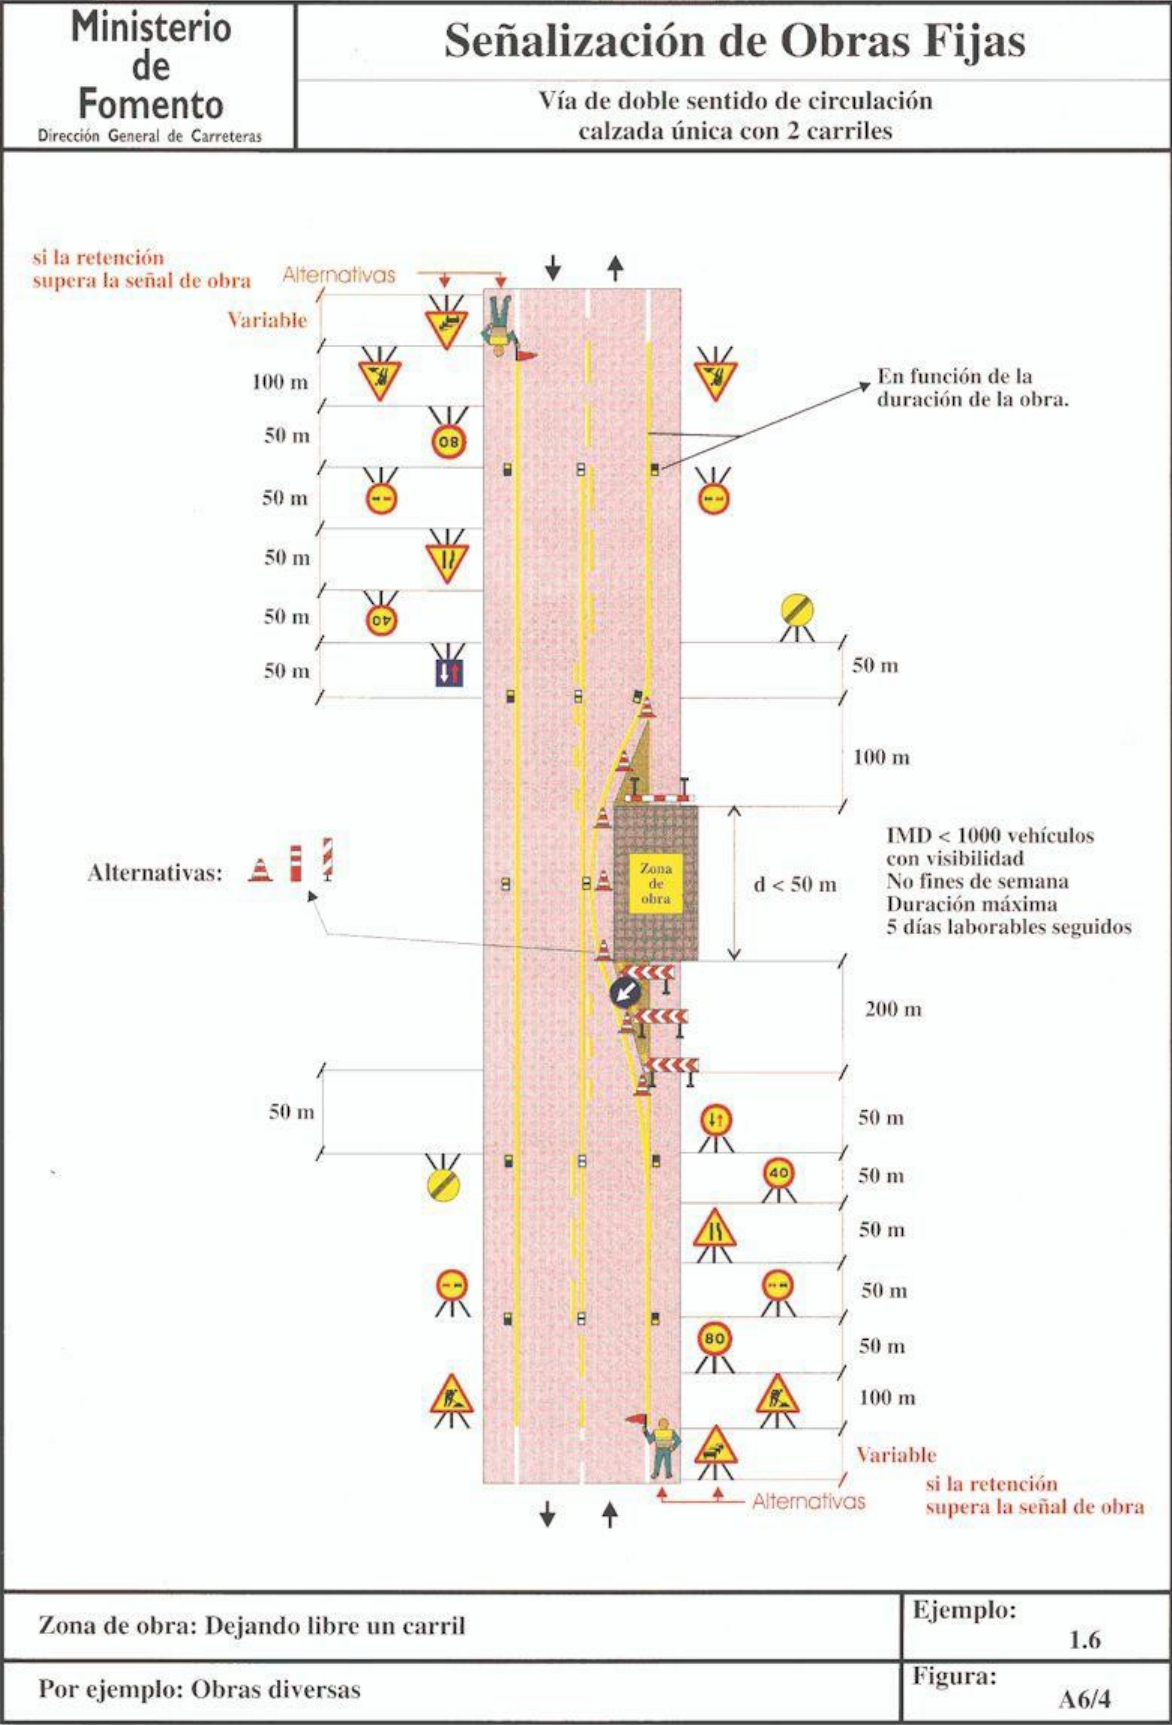 Ministerio
de
Fomento
Dirección General de Carreteras
Señalización de Obras Fijas
Vía de doble sentido de circulación
calzada única con 2 carriles
si la retención
supera la señal de obra
Alternativas
Variable
100 m
50 m
80
50 m
50 m
50 m
40
50 m
En función de la
duración de la obra.
50 m
100 m
Alternativas:
Zona
de
obra
d < 50 m
IMD < 1000 vehículos
con visibilidad
No fines de semana
Duración máxima
5 días laborables seguidos
200 m
50 m
50 m
40
50 m
50 m
50 m
80
50 m
100 m
Variable
Alternativas
si la retención
supera la señal de obra
Zona de obra: Dejando libre un carril
Ejemplo:
1.6
Por ejemplo: Obras diversas
Figura:
A6/4